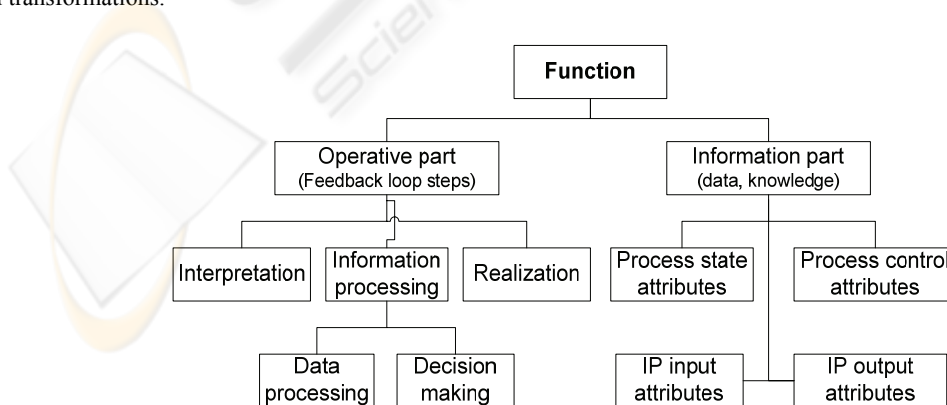 transformations.
Function
Operative part
(Feedback loop steps)
Information part
(data, knowledge)
Interpretation
Information
processing
Realization
Process state
attributes
Process control
attributes
Data
processing
Decision
making
IP input
attributes
IP output
attributes